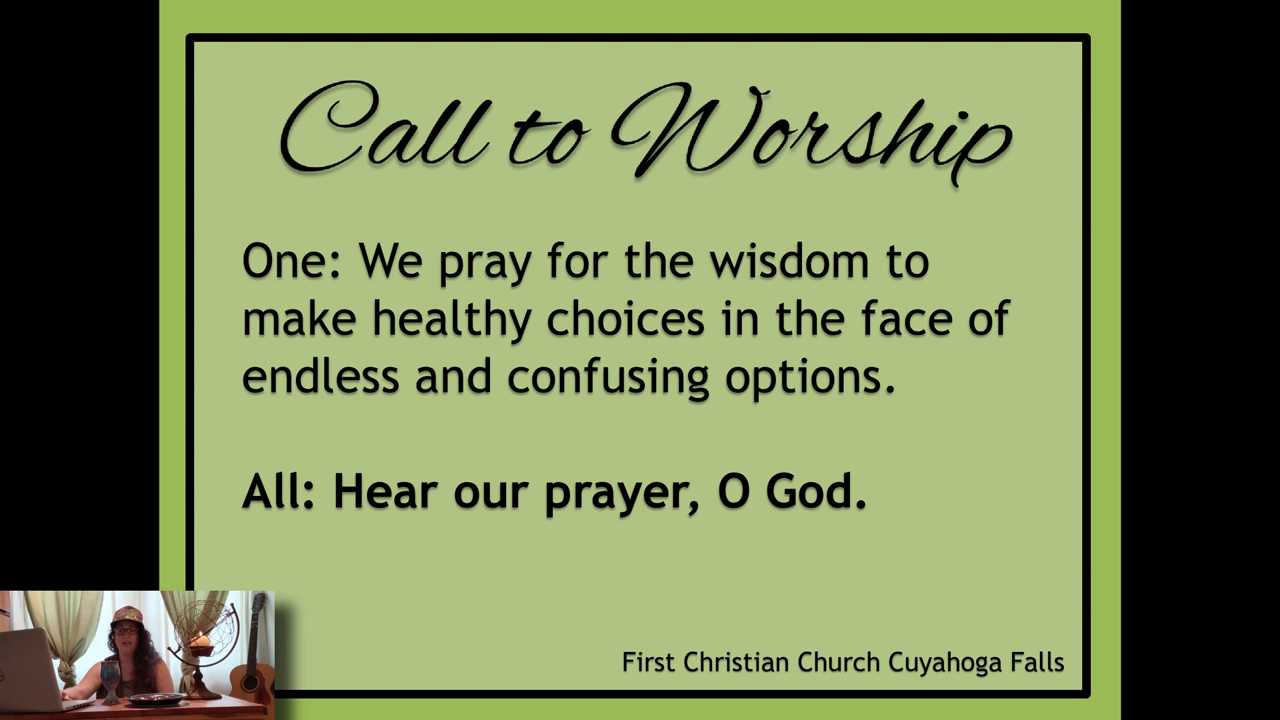 Call to Worship
One: We pray for the wisdom to
make healthy choices in the face of
endless and confusing options.
All: Hear our prayer, O God.
First Christian Church Cuyahoga Falls